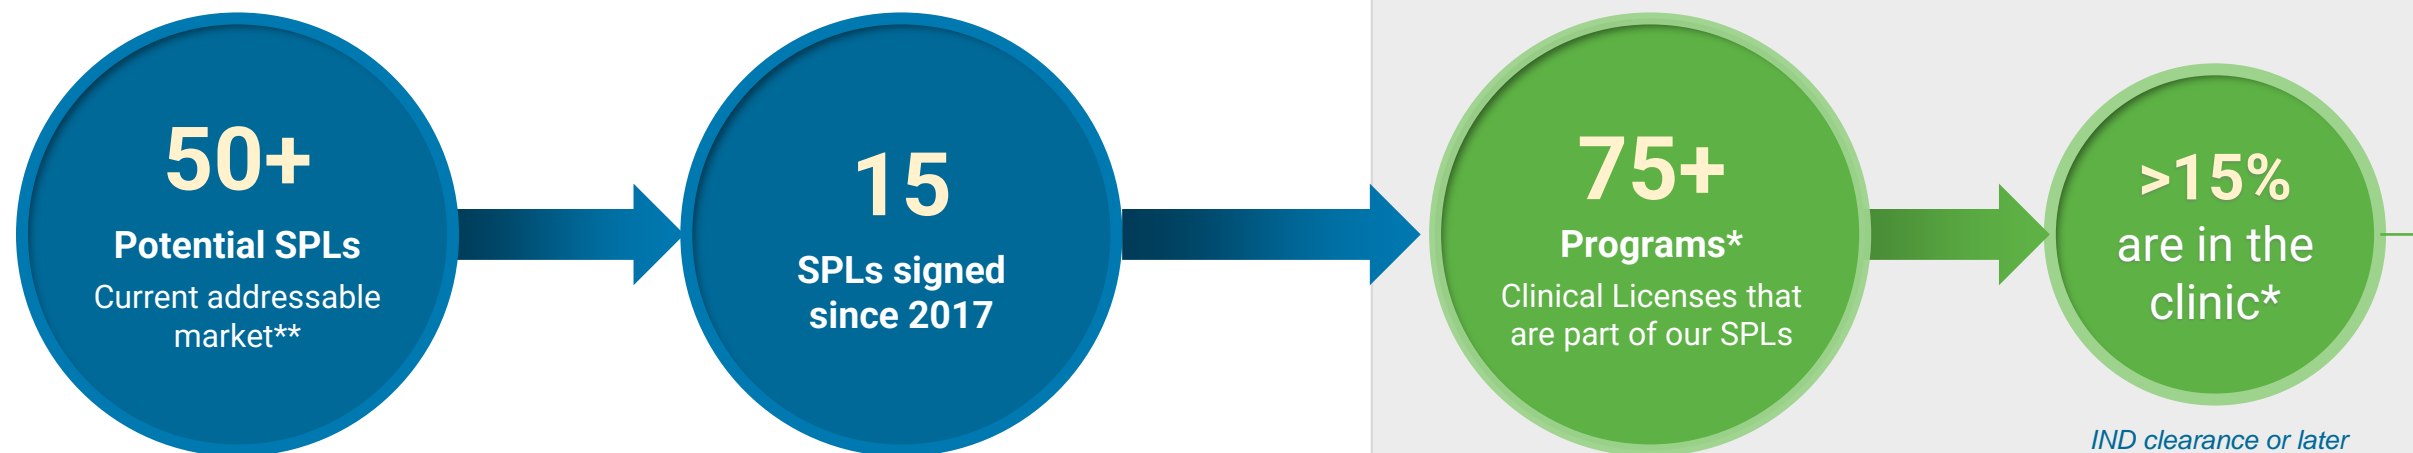 50+
Potential SPLs
Current addressable
market**
15
SPLs signed
since 2017
75+
Programs*
Clinical Licenses that
are part of our SPLs
>15%
are in the
clinic*
IND clearance or later